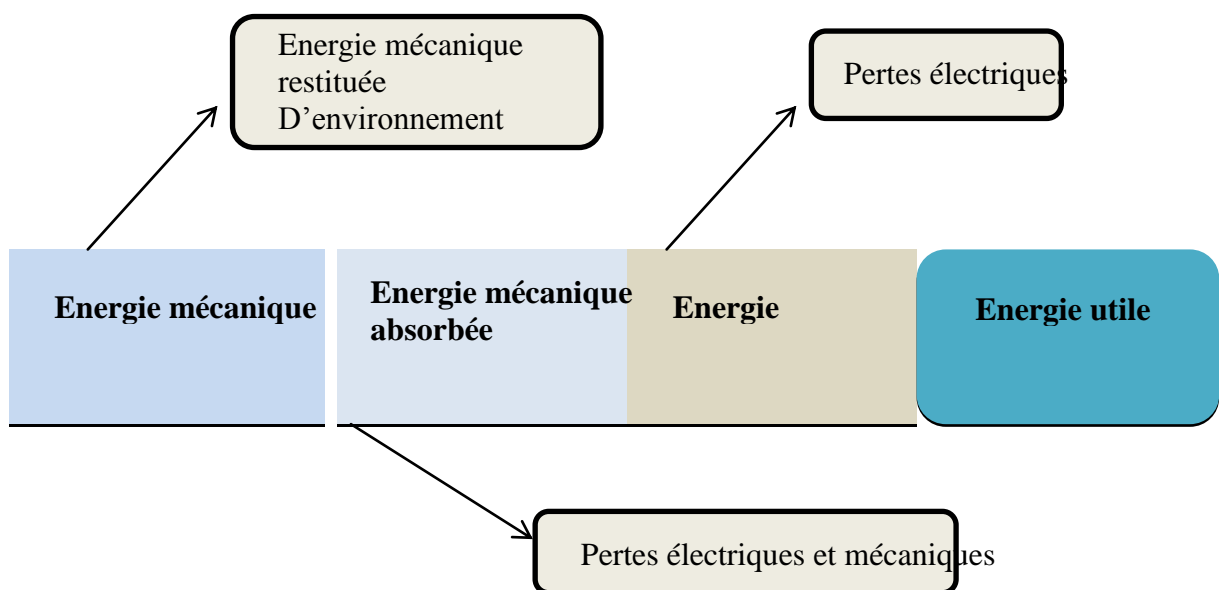 Energie mécanique
restituée
D’environnement
Pertes électriques
Energie mécanique
Energie mécanique
absorbée
Energie
Energie utile
Pertes électriques et mécaniques